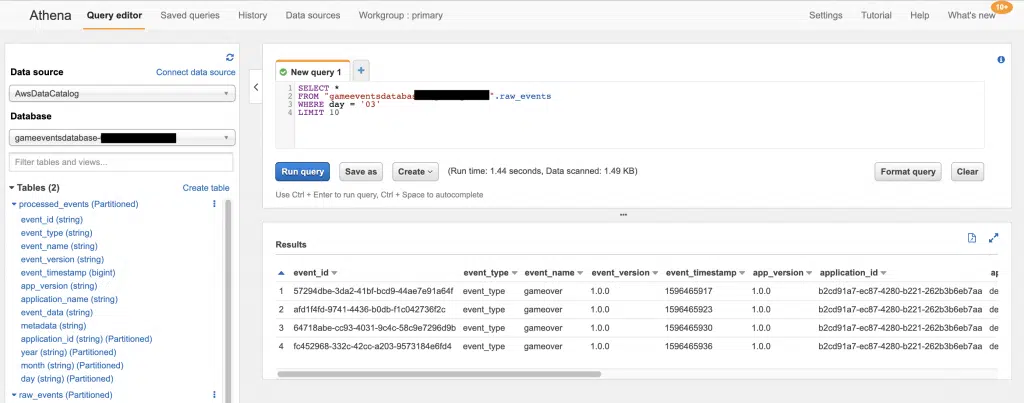 Athena Query editor Saved queries History Data sources Workgroup : primary Settings Tutorial Help What's new 10+
Data source Connect data source
AwsDataCatalog
Database
gameeventsdatabase-
Filter tables and views...
Tables (2) Create table
processed_events (Partitioned)
event_id (string)
event_type (string)
event_name (string)
event_version (string)
event_timestamp (bigint)
app_version (string)
application_name (string)
event_data (string)
metadata (string)
application_id (string) (Partitioned)
year (string) (Partitioned)
month (string) (Partitioned)
day (string) (Partitioned)
raw_events (Partitioned)
New query 1 +
1 SELECT *
2 FROM "gameeventsdatabas ".raw_events
3 WHERE day = '03'
4 LIMIT 10
Run query Save as Create (Run time: 1.44 seconds, Data scanned: 1.49 KB) Format query Clear
Use Ctrl + Enter to run query, Ctrl + Space to autocomplete
Results
event_id event_type event_name event_version event_timestamp app_version application_id ap
1 57294dbe-3da2-41bf-bcd9-44ae7e91a64f event_type gameover 1.0.0 1596465917 1.0.0 b2cd91a7-ec87-4280-b221-262b3b6eb7aa de
2 afd1f4fd-9741-4436-b0db-f1c042736f2c event_type gameover 1.0.0 1596465923 1.0.0 b2cd91a7-ec87-4280-b221-262b3b6eb7aa de
3 64718abe-cc93-4031-9c4c-58c9e7296d9b event_type gameover 1.0.0 1596465930 1.0.0 b2cd91a7-ec87-4280-b221-262b3b6eb7aa de
4 fc452968-332c-42cc-a203-9573184e6fd4 event_type gameover 1.0.0 1596465936 1.0.0 b2cd91a7-ec87-4280-b221-262b3b6eb7aa de